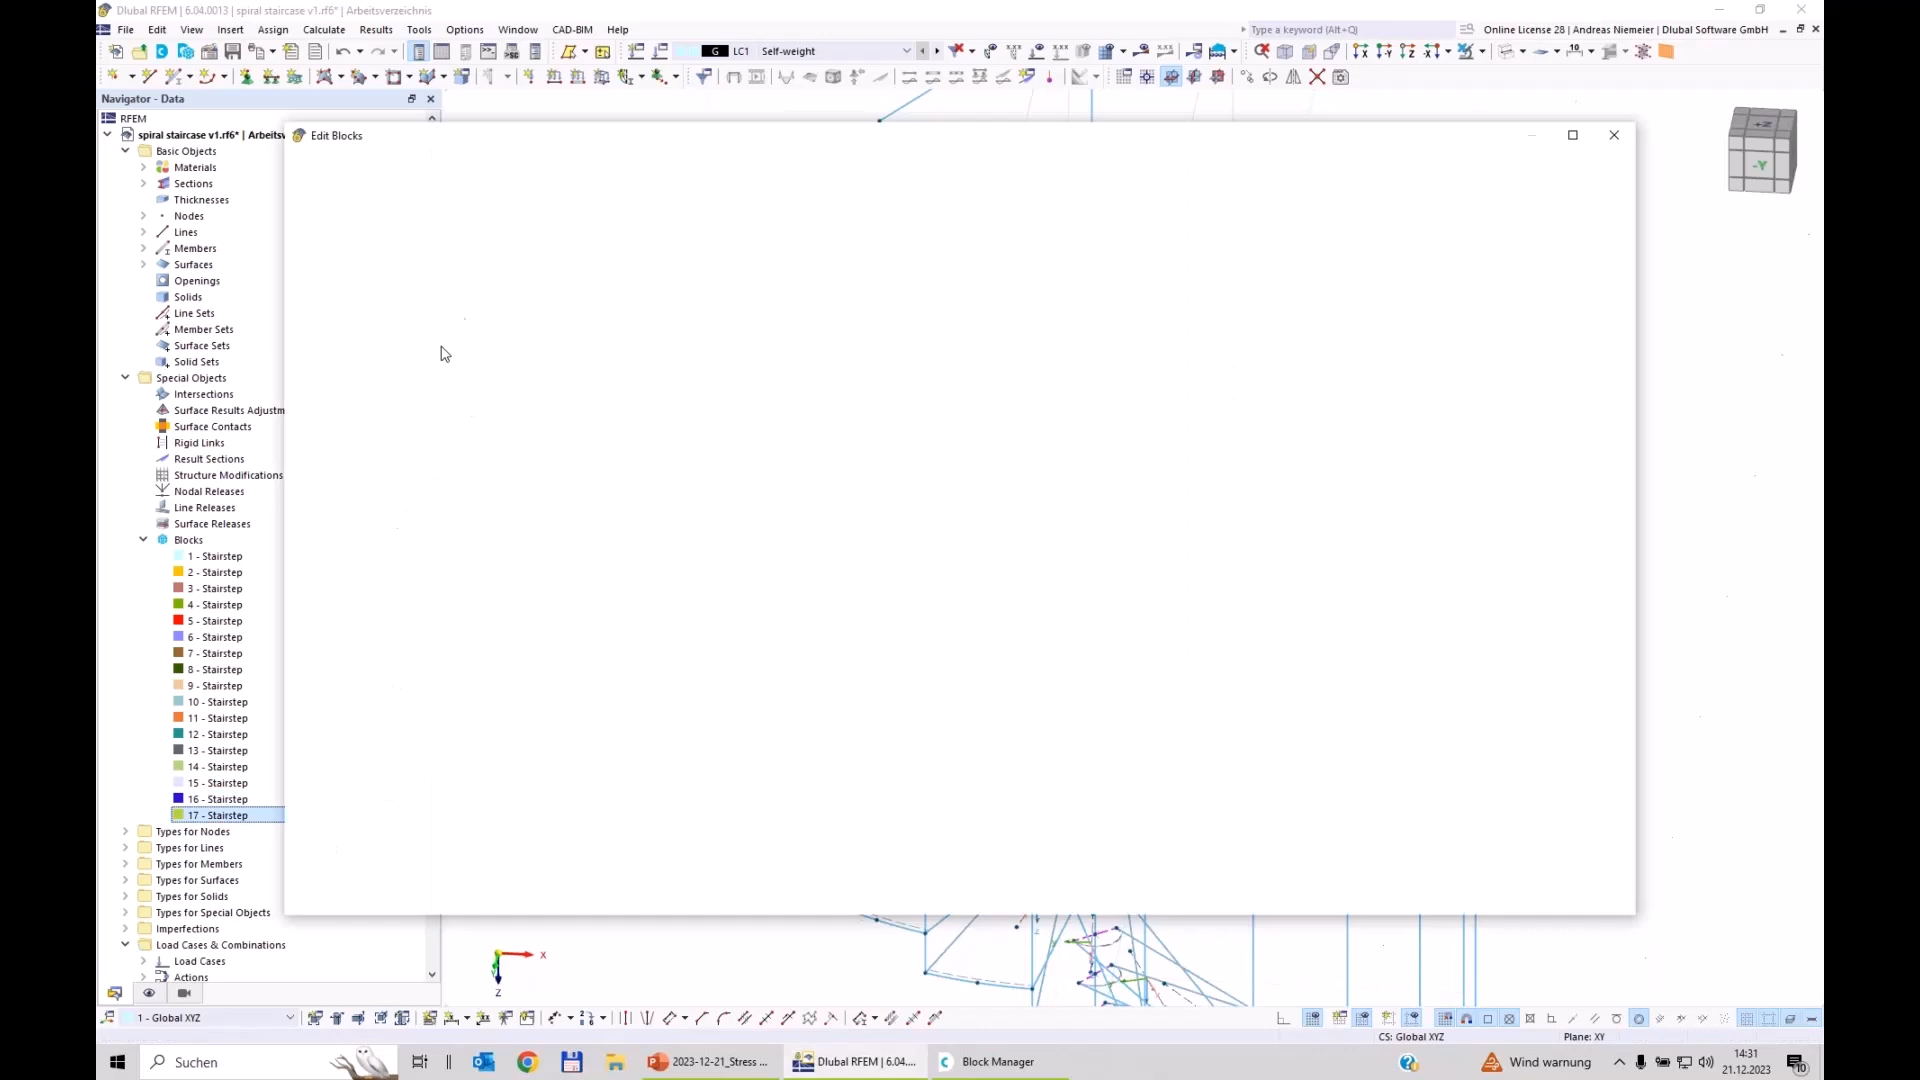 Dlubal RFEM | 6.04.0013 | spiral staircase v1.rf6* | Arbeitsverzeichnis
File Edit View Insert Assign Calculate Results Tools Options Window CAD-BIM Help
Type a keyword (Alt+Q)
Online License 28 | Andreas Niemeier | Dlubal Software GmbH
G LC1 Self-weight
Navigator - Data
RFEM
spiral staircase v1.rf6* | Arbeitsv
Edit Blocks
Basic Objects
Materials
Sections
Thicknesses
Nodes
Lines
Members
Surfaces
Openings
Solids
Line Sets
Member Sets
Surface Sets
Solid Sets
Special Objects
Intersections
Surface Results Adjustm
Surface Contacts
Rigid Links
Result Sections
Structure Modifications
Nodal Releases
Line Releases
Surface Releases
Blocks
1 - Stairstep
2 - Stairstep
3 - Stairstep
4 - Stairstep
5 - Stairstep
6 - Stairstep
7 - Stairstep
8 - Stairstep
9 - Stairstep
10 - Stairstep
11 - Stairstep
12 - Stairstep
13 - Stairstep
14 - Stairstep
15 - Stairstep
16 - Stairstep
17 - Stairstep
Types for Nodes
Types for Lines
Types for Members
Types for Surfaces
Types for Solids
Types for Special Objects
Imperfections
Load Cases & Combinations
Load Cases
Actions
+Z
-Y
X
Z
1 - Global XYZ
CS: Global XYZ
Plane: XY
Suchen
2023-12-21_Stress ...
Dlubal RFEM | 6.04....
Block Manager
Wind warnung
14:31
21.12.2023
10